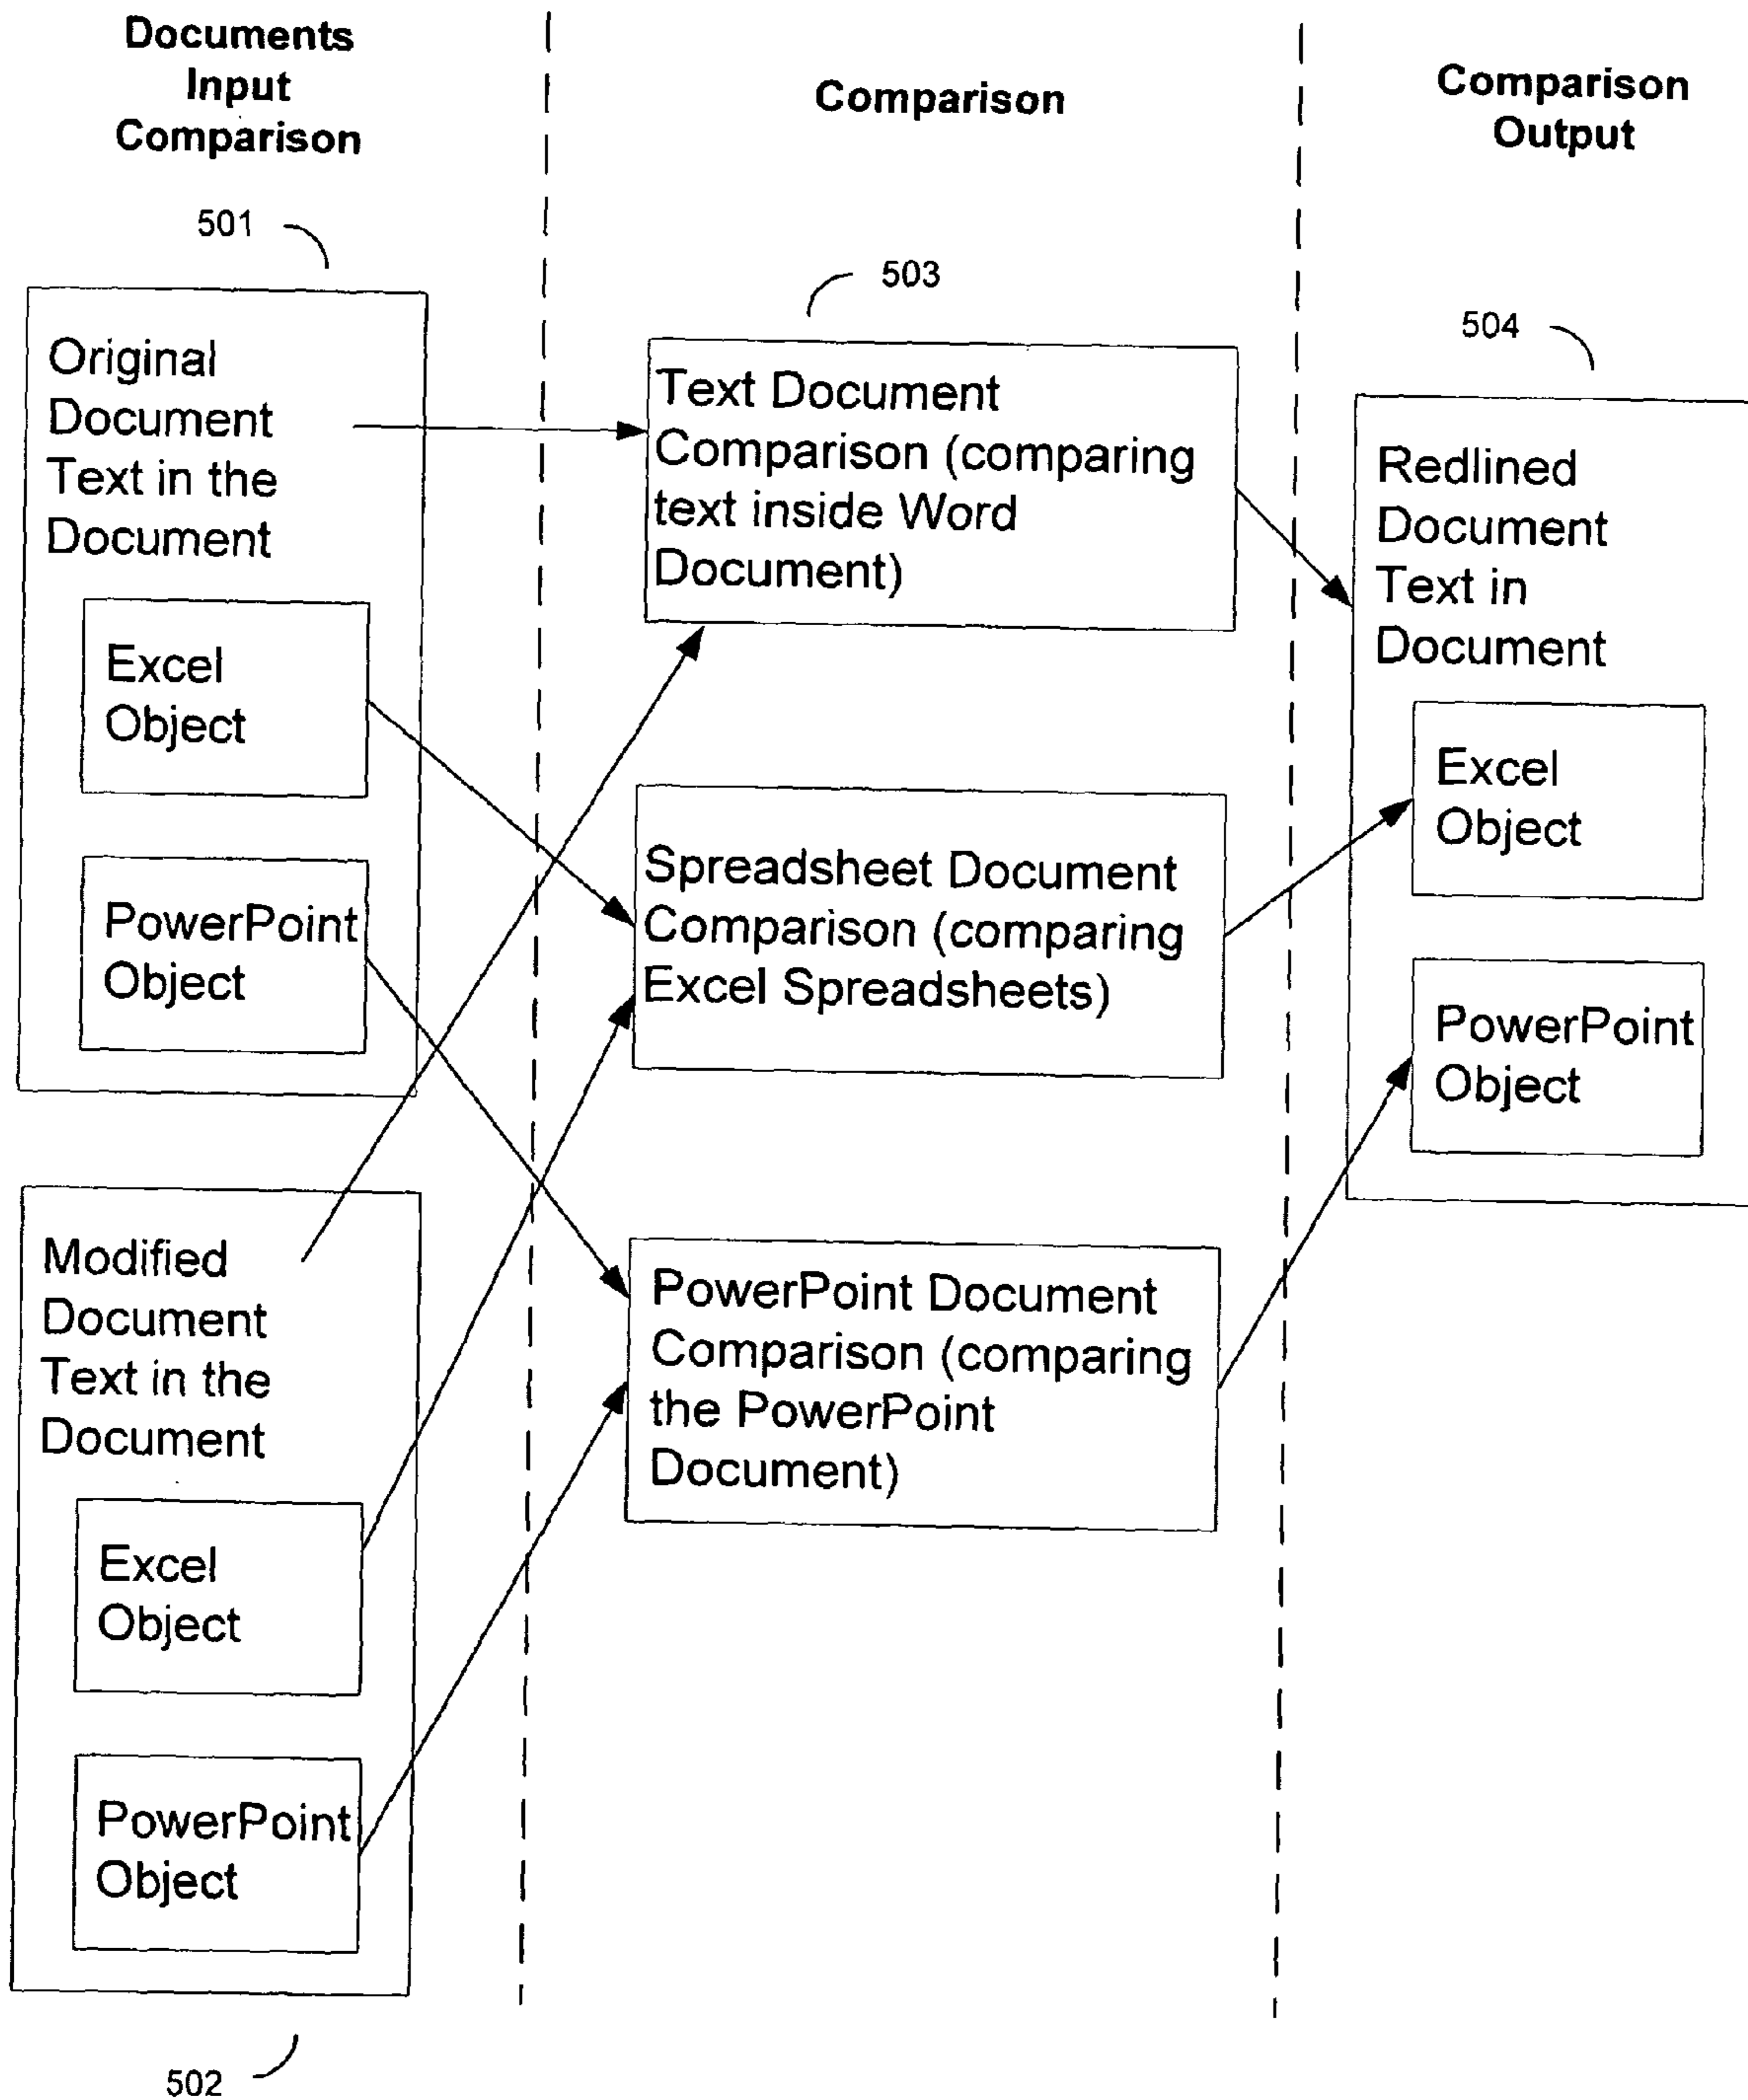 Documents
Input
Comparison
Comparison
Comparison
Output
501
Original
Document
Text in the
Document
Excel
Object
PowerPoint
Object
Modified
Document
Text in the
Document
Excel
Object
PowerPoint
Object
502
503
Text Document
Comparison (comparing
text inside Word
Document)
Spreadsheet Document
Comparison (comparing
Excel Spreadsheets)
PowerPoint Document
Comparison (comparing
the PowerPoint
Document)
504
Redlined
Document
Text in
Document
Excel
Object
PowerPoint
Object